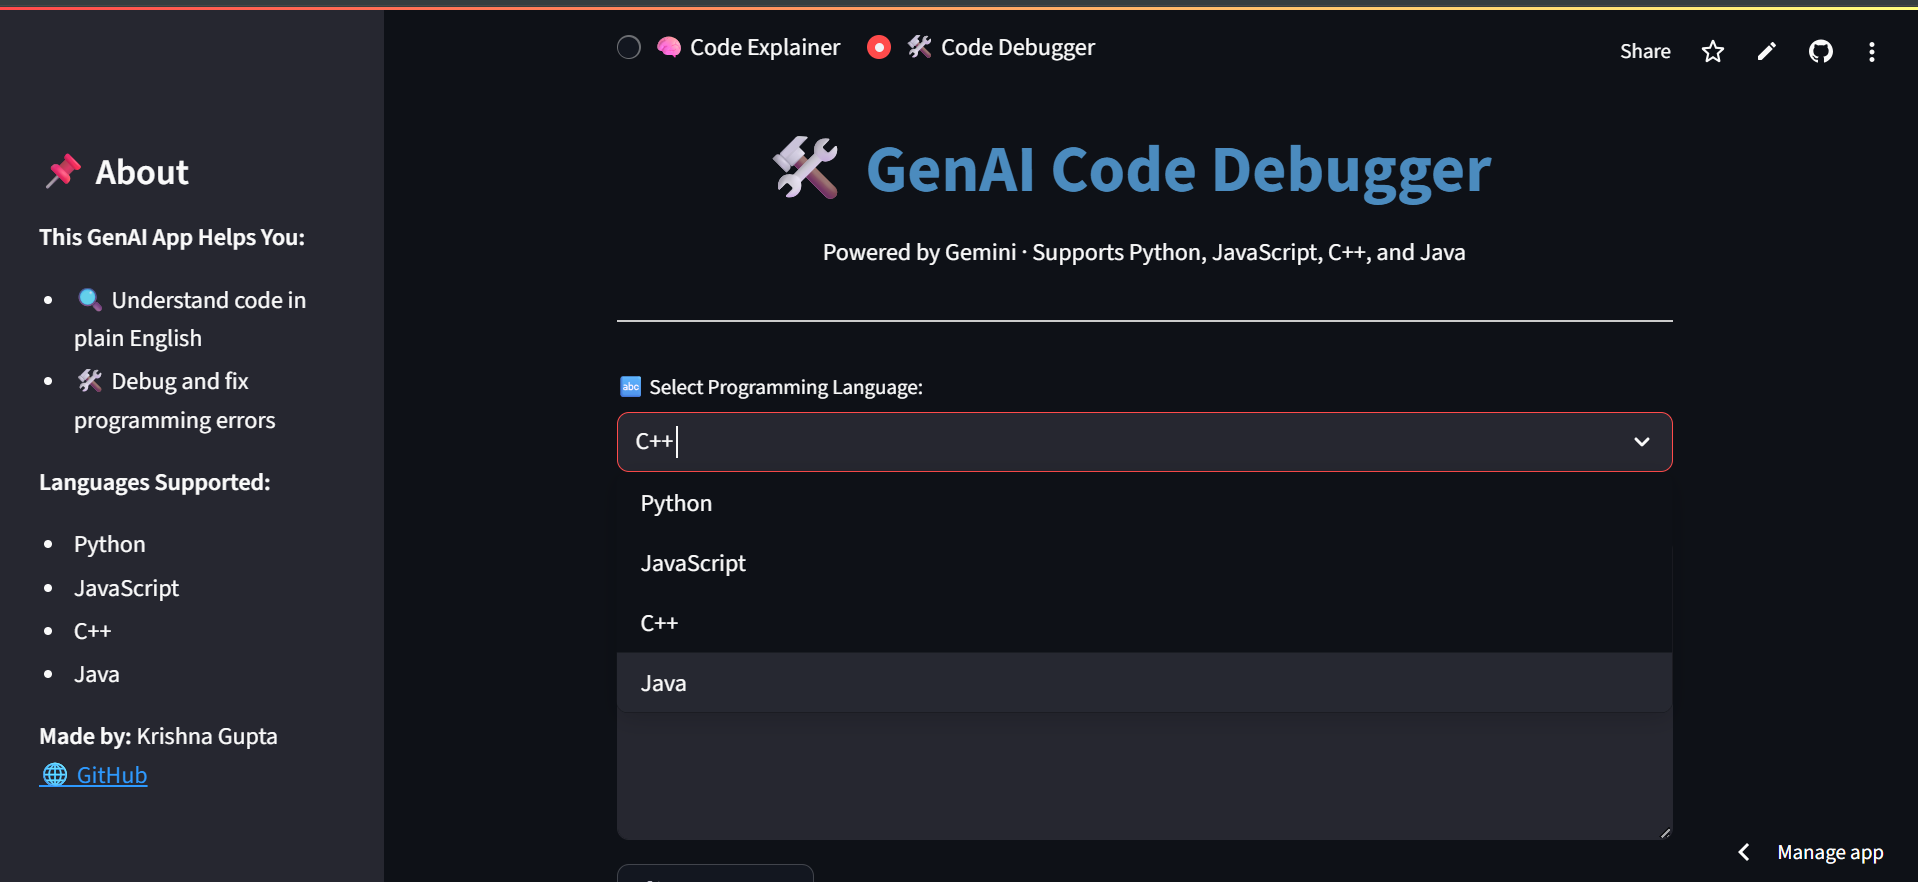 Code Explainer
Code Debugger
Share
About
This GenAI App Helps You:
Understand code in
plain English
Debug and fix
programming errors
Languages Supported:
Python
JavaScript
C++
Java
Made by: Krishna Gupta
GitHub
GenAI Code Debugger
Powered by Gemini · Supports Python, JavaScript, C++, and Java
abc Select Programming Language:
C++
Python
JavaScript
C++
Java
Manage app